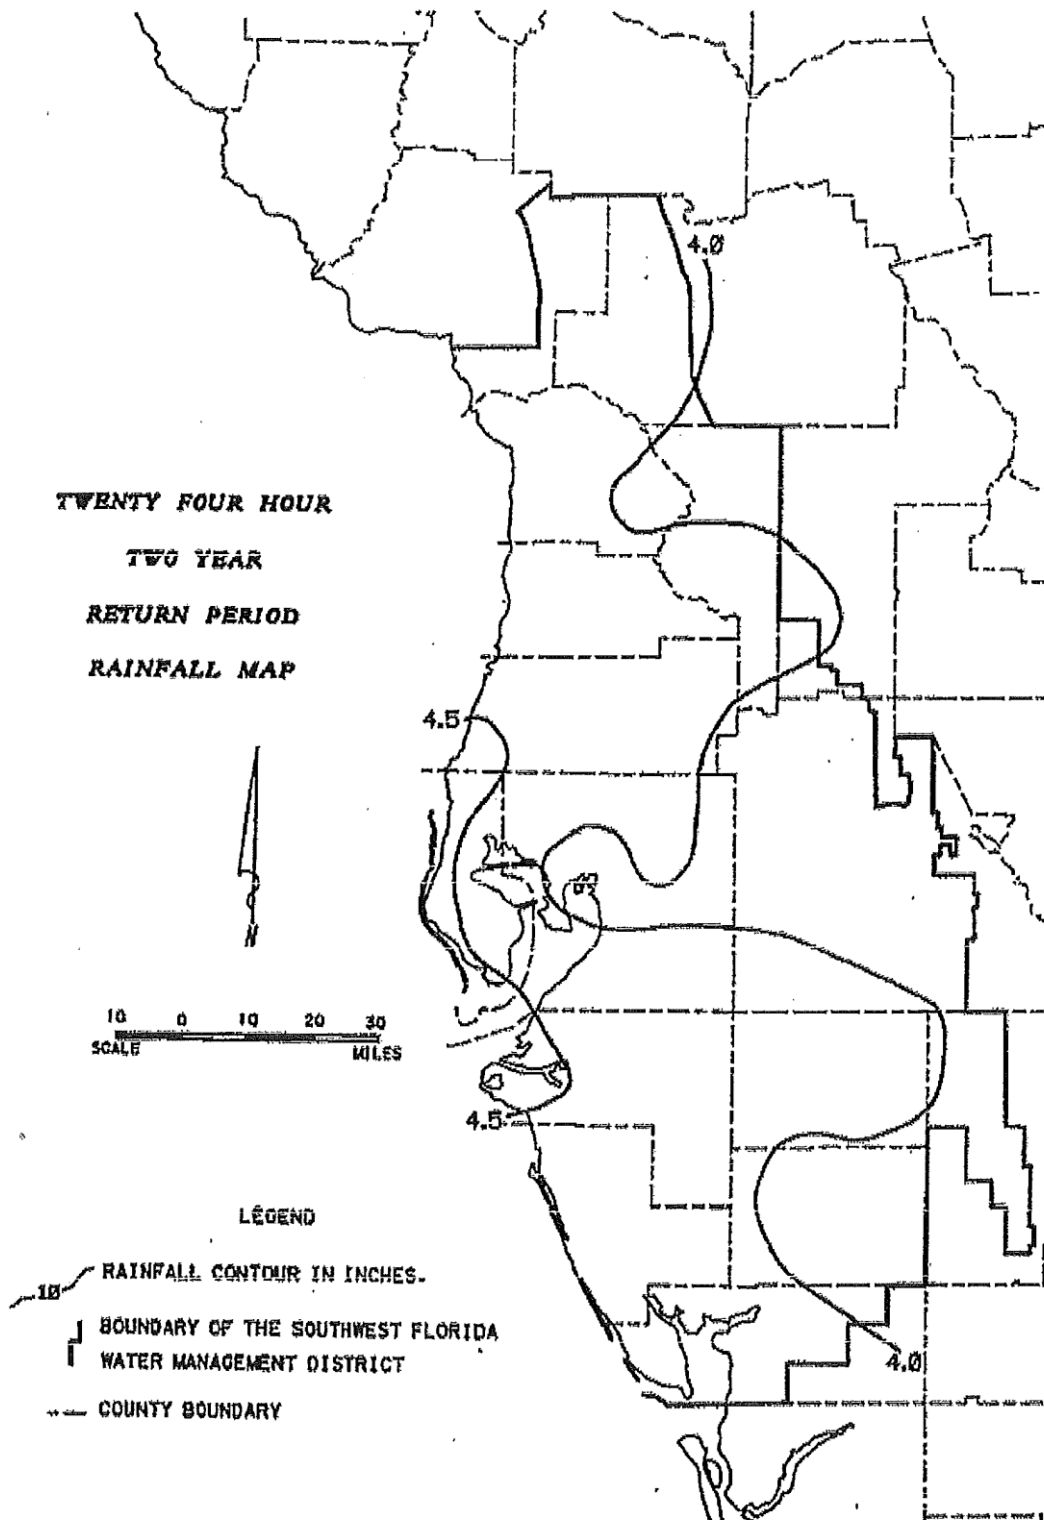 4.0
TWENTY FOUR HOUR
TWO YEAR
RETURN PERIOD
RAINFALL MAP
4.5
N
10 0 10 20 30
SCALE MILES
4.5
LEGEND
10 RAINFALL CONTOUR IN INCHES.
BOUNDARY OF THE SOUTHWEST FLORIDA
WATER MANAGEMENT DISTRICT
4.0
COUNTY BOUNDARY